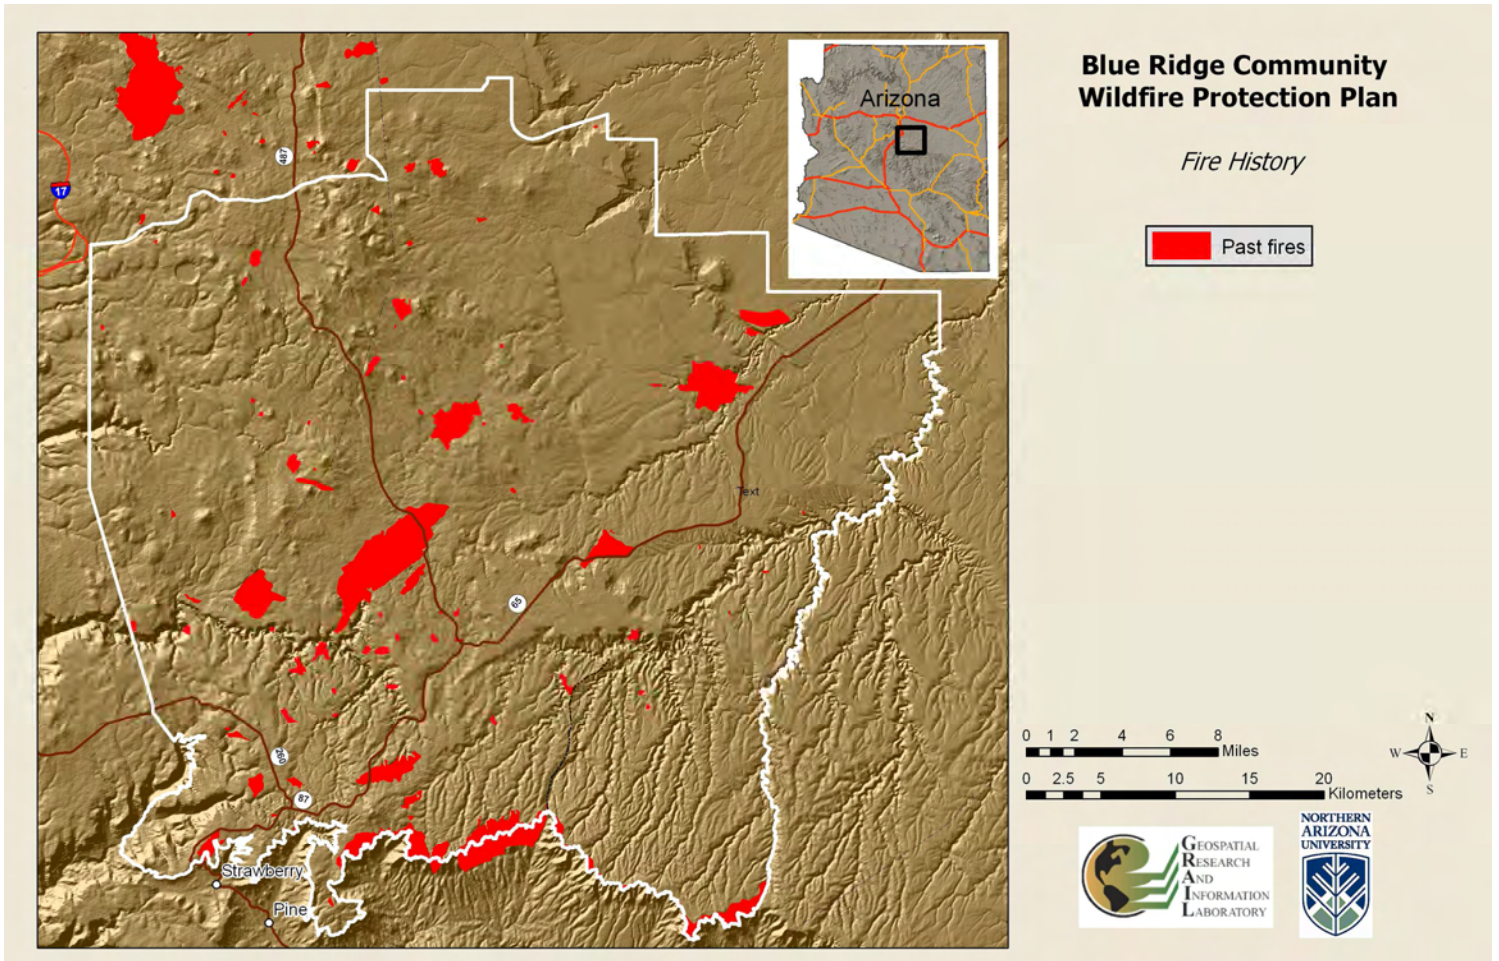 Blue Ridge Community
Wildfire Protection Plan
Fire History
Past fires
Arizona
17
487
Text
65
260
87
Strawberry
Pine
N
W
E
S
0 1 2 4 6 8
Miles
0 2.5 5 10 15 20
Kilometers
GEOSPATIAL
RESEARCH
AND
INFORMATION
LABORATORY
NORTHERN
ARIZONA
UNIVERSITY